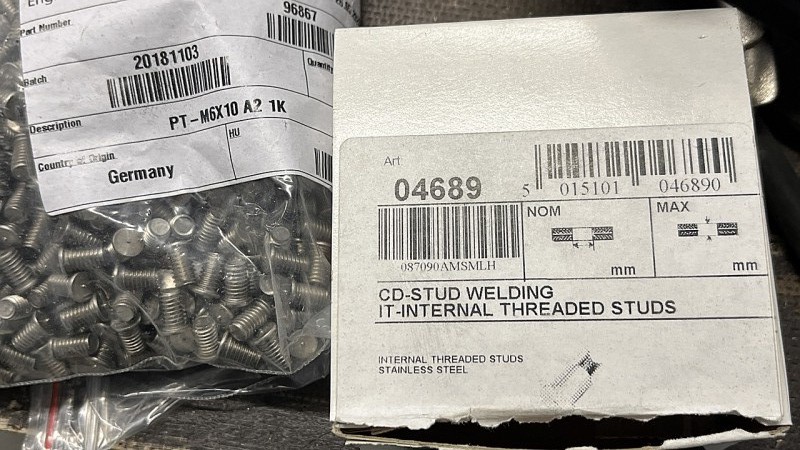 Part Number
96867
Batch
20181103
Quantity
Description
PT-M6X10 A2 1K
Country of Origin
Germany
HU
Art
04689
5 015101 046890
087090AMSMLH
NOM
mm
MAX
mm
CD-STUD WELDING
IT-INTERNAL THREADED STUDS
INTERNAL THREADED STUDS
STAINLESS STEEL